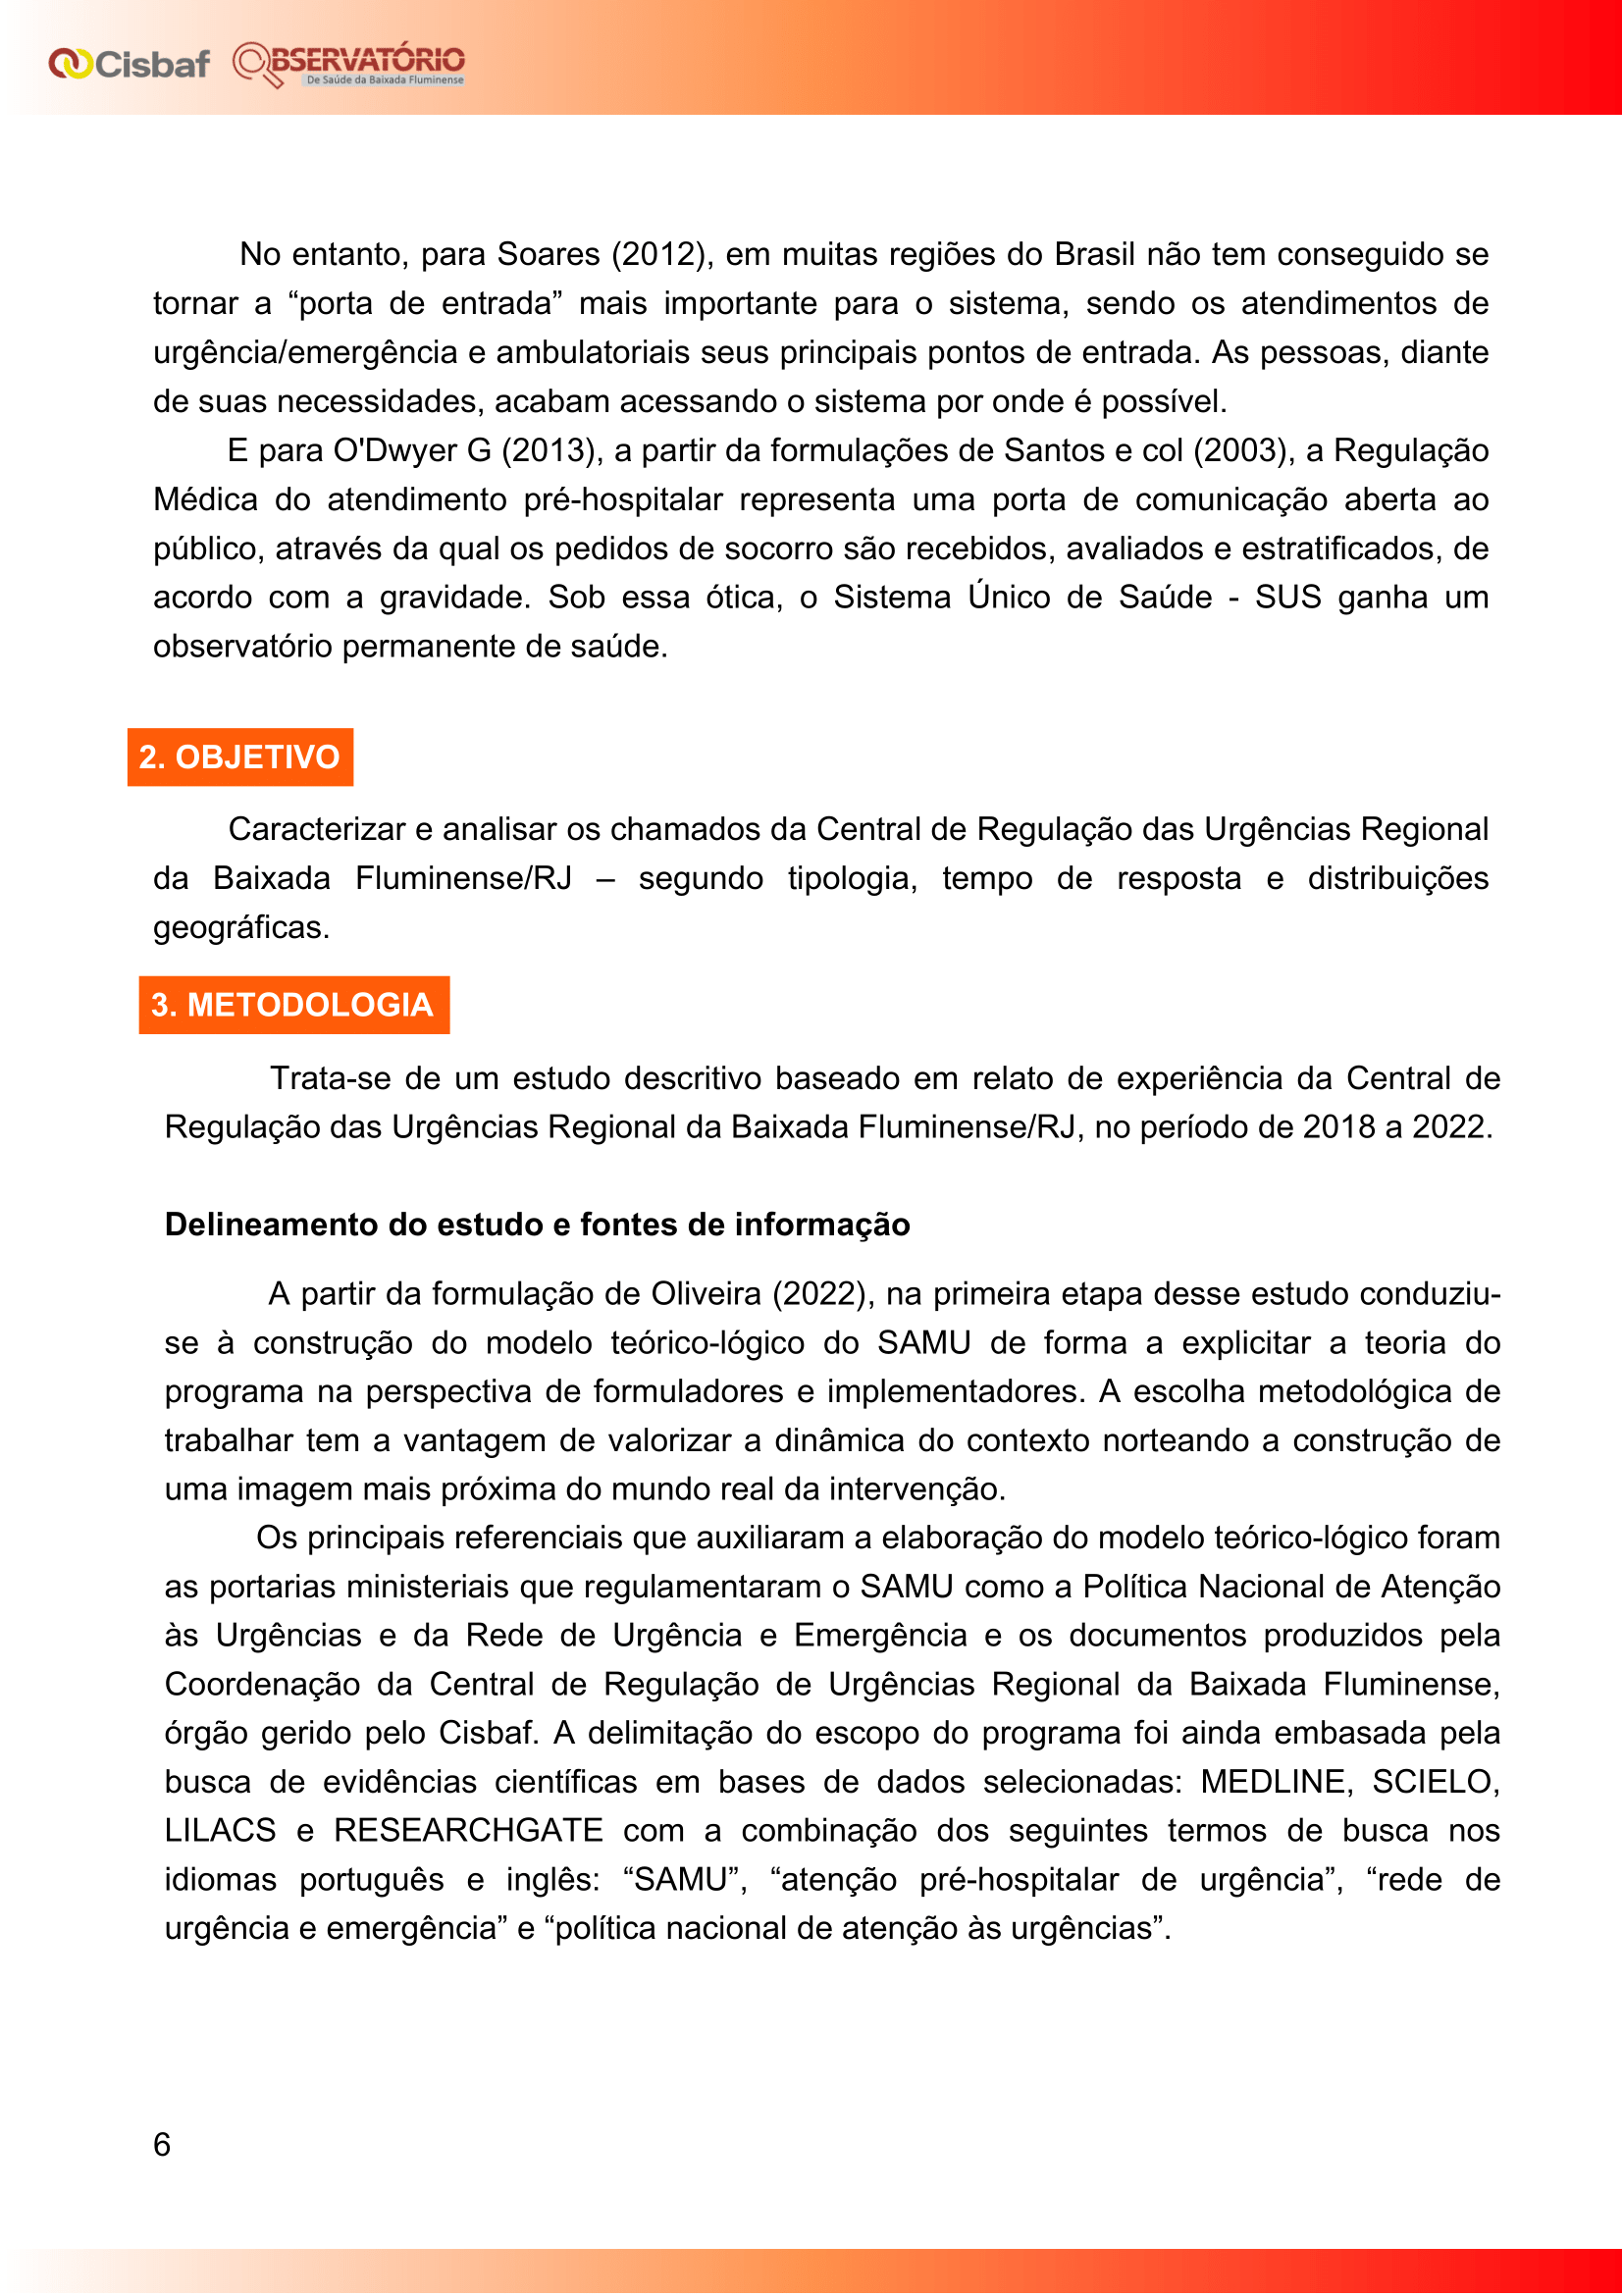 Cisbaf OBSERVATÓRIO
De Saúde da Baixada Fluminense
No entanto, para Soares (2012), em muitas regiões do Brasil não tem conseguido se
tornar a “porta de entrada” mais importante para o sistema, sendo os atendimentos de
urgência/emergência e ambulatoriais seus principais pontos de entrada. As pessoas, diante
de suas necessidades, acabam acessando o sistema por onde é possível.
E para O'Dwyer G (2013), a partir da formulações de Santos e col (2003), a Regulação
Médica do atendimento pré-hospitalar representa uma porta de comunicação aberta ao
público, através da qual os pedidos de socorro são recebidos, avaliados e estratificados, de
acordo com a gravidade. Sob essa ótica, o Sistema Único de Saúde - SUS ganha um
observatório permanente de saúde.
2. OBJETIVO
Caracterizar e analisar os chamados da Central de Regulação das Urgências Regional
da Baixada Fluminense/RJ – segundo tipologia, tempo de resposta e distribuições
geográficas.
3. METODOLOGIA
Trata-se de um estudo descritivo baseado em relato de experiência da Central de
Regulação das Urgências Regional da Baixada Fluminense/RJ, no período de 2018 a 2022.
Delineamento do estudo e fontes de informação
A partir da formulação de Oliveira (2022), na primeira etapa desse estudo conduziu-
se à construção do modelo teórico-lógico do SAMU de forma a explicitar a teoria do
programa na perspectiva de formuladores e implementadores. A escolha metodológica de
trabalhar tem a vantagem de valorizar a dinâmica do contexto norteando a construção de
uma imagem mais próxima do mundo real da intervenção.
Os principais referenciais que auxiliaram a elaboração do modelo teórico-lógico foram
as portarias ministeriais que regulamentaram o SAMU como a Política Nacional de Atenção
às Urgências e da Rede de Urgência e Emergência e os documentos produzidos pela
Coordenação da Central de Regulação de Urgências Regional da Baixada Fluminense,
órgão gerido pelo Cisbaf. A delimitação do escopo do programa foi ainda embasada pela
busca de evidências científicas em bases de dados selecionadas: MEDLINE, SCIELO,
LILACS e RESEARCHGATE com a combinação dos seguintes termos de busca nos
idiomas português e inglês: “SAMU”, “atenção pré-hospitalar de urgência”, “rede de
urgência e emergência” e “política nacional de atenção às urgências”.
6